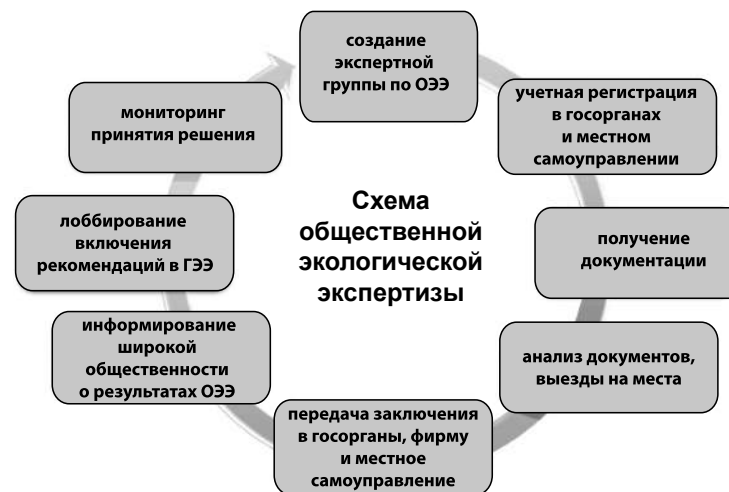 создание
экспертной
группы по ОЭЭ
учетная регистрация
в госорганах
и местном
самоуправлении
получение
документации
анализ документов,
выезды на места
передача заключения
в госорганы, фирму
и местное
самоуправление
информирование
широкой
общественности
о результатах ОЭЭ
лоббирование
включения
рекомендаций в ГЭЭ
мониторинг
принятия решения
Схема
общественной
экологической
экспертизы